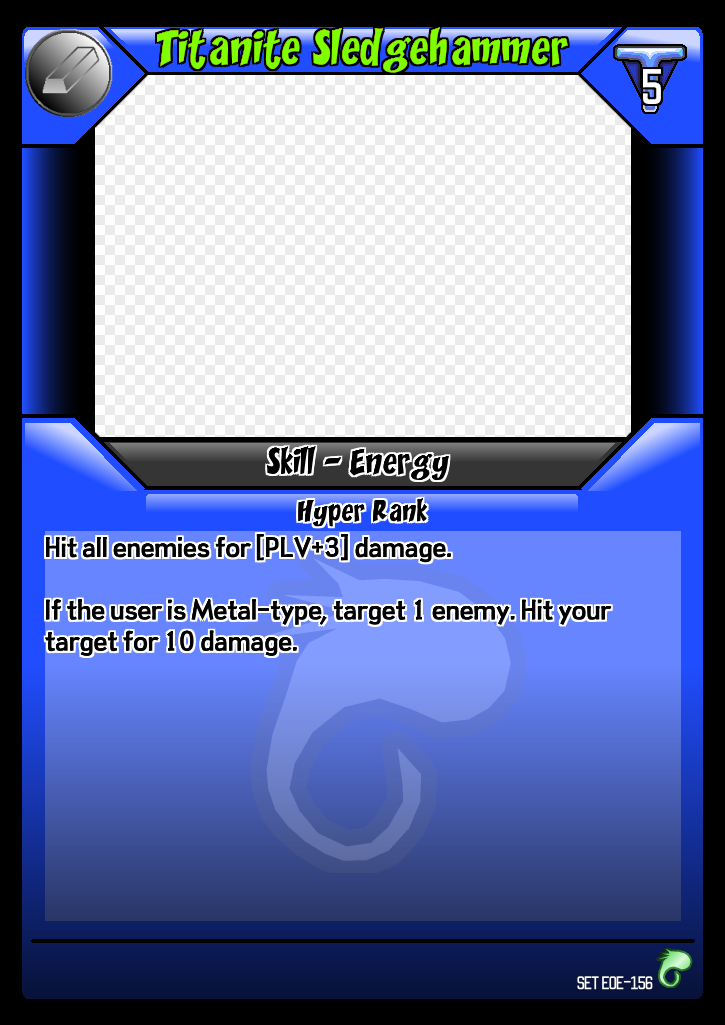 Titanite Sledgehammer
5
Skill - Energy
Hyper Rank
Hit all enemies for [PLV+3] damage.
If the user is Metal-type, target 1 enemy. Hit your
target for 10 damage.
SET EOE-156